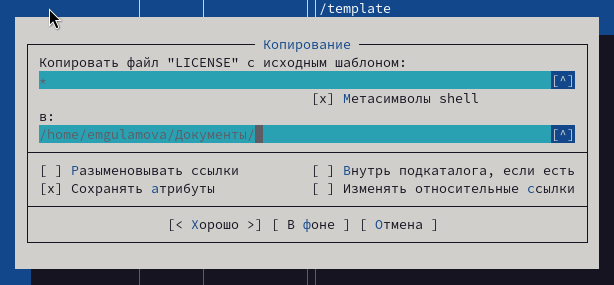 /template
Копирование
Копировать файл "LICENSE" с исходным шаблоном:
* [^]
[x] Метасимволы shell
в:
/home/emgulamova/Документы/ [^]
[ ] Разыменовывать ссылки [ ] Внутрь подкаталога, если есть
[x] Сохранять атрибуты [ ] Изменять относительные ссылки
[< Хорошо >] [ В фоне ] [ Отмена ]